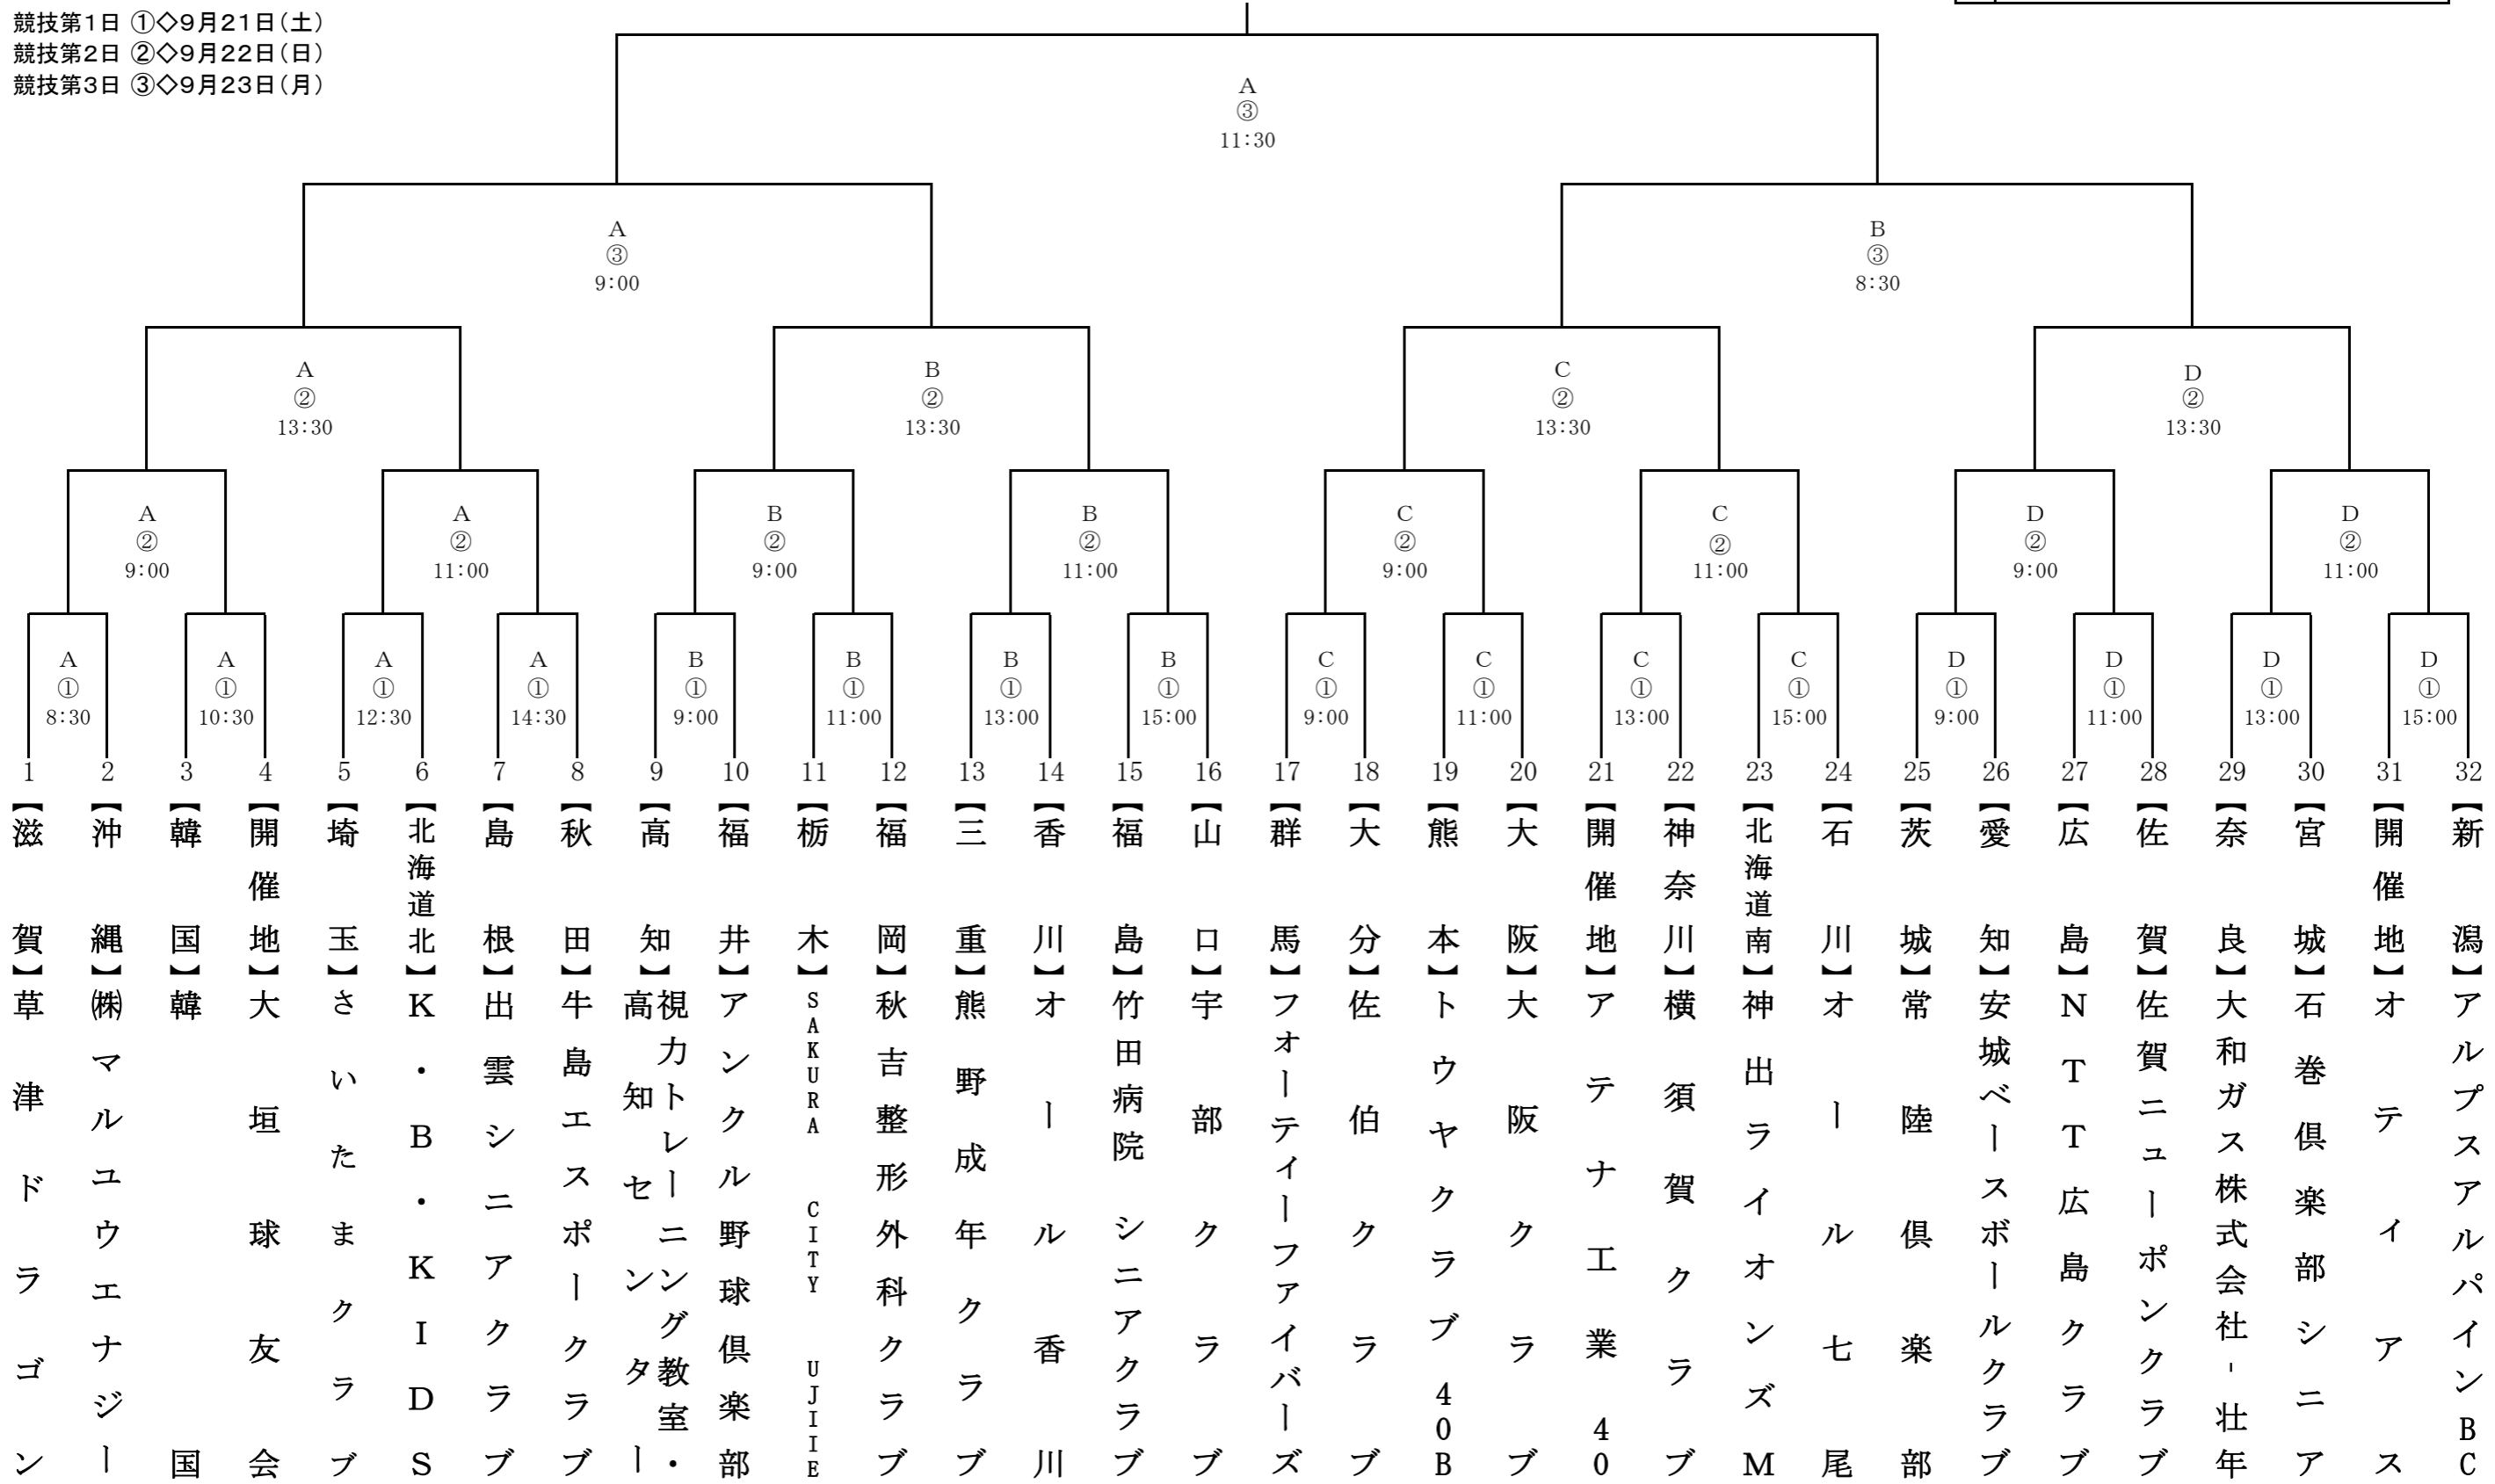 競技第1日 ①◇9月21日(土)
競技第2日 ②◇9月22日(日)
競技第3日 ③◇9月23日(月)
A
③
11:30
A
③
9:00
B
③
8:30
A
②
13:30
B
②
13:30
C
②
13:30
D
②
13:30
A
②
9:00
A
②
11:00
B
②
9:00
B
②
11:00
C
②
9:00
C
②
11:00
D
②
9:00
D
②
11:00
A
①
8:30
A
①
10:30
A
①
12:30
A
①
14:30
B
①
9:00
B
①
11:00
B
①
13:00
B
①
15:00
C
①
9:00
C
①
11:00
C
①
13:00
C
①
15:00
D
①
9:00
D
①
11:00
D
①
13:00
D
①
15:00
1 【滋賀】草津ドラゴン
2 【沖縄】㈱マルユウエナジー
3 【韓国】韓国
4 【開催地】大垣球友会
5 【埼玉】さいたまクラブ
6 【北海道北】K・B・KIDS
7 【島根】出雲シニアクラブ
8 【秋田】牛島エスポークラブ
9 【高知】視力トレーニング教室・
高知センター
10 【福井】アンクル野球倶楽部
11 【栃木】SAKURA CITY UJIIE
12 【福岡】秋吉整形外科クラブ
13 【三重】熊野成年クラブ
14 【香川】オール香川
15 【福島】竹田病院シニアクラブ
16 【山口】宇部クラブ
17 【群馬】フォーティーファイバーズ
18 【大分】佐伯クラブ
19 【熊本】トウヤクラブ40B
20 【大阪】大阪クラブ
21 【開催地】アテナ工業40
22 【神奈川】横須賀クラブ
23 【北海道南】神出ライオンズM
24 【石川】オール七尾
25 【茨城】常陸倶楽部
26 【愛知】安城ベースボールクラブ
27 【広島】NTT広島クラブ
28 【佐賀】佐賀ニューポンクラブ
29 【奈良】大和ガス株式会社-壮年
30 【宮城】石巻倶楽部シニア
31 【開催地】オティアス
32 【新潟】アルプスアルパインBC